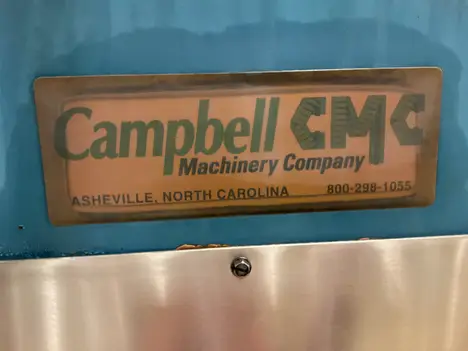 Campbell CMC
Machinery Company
ASHEVILLE, NORTH CAROLINA 800-298-1055